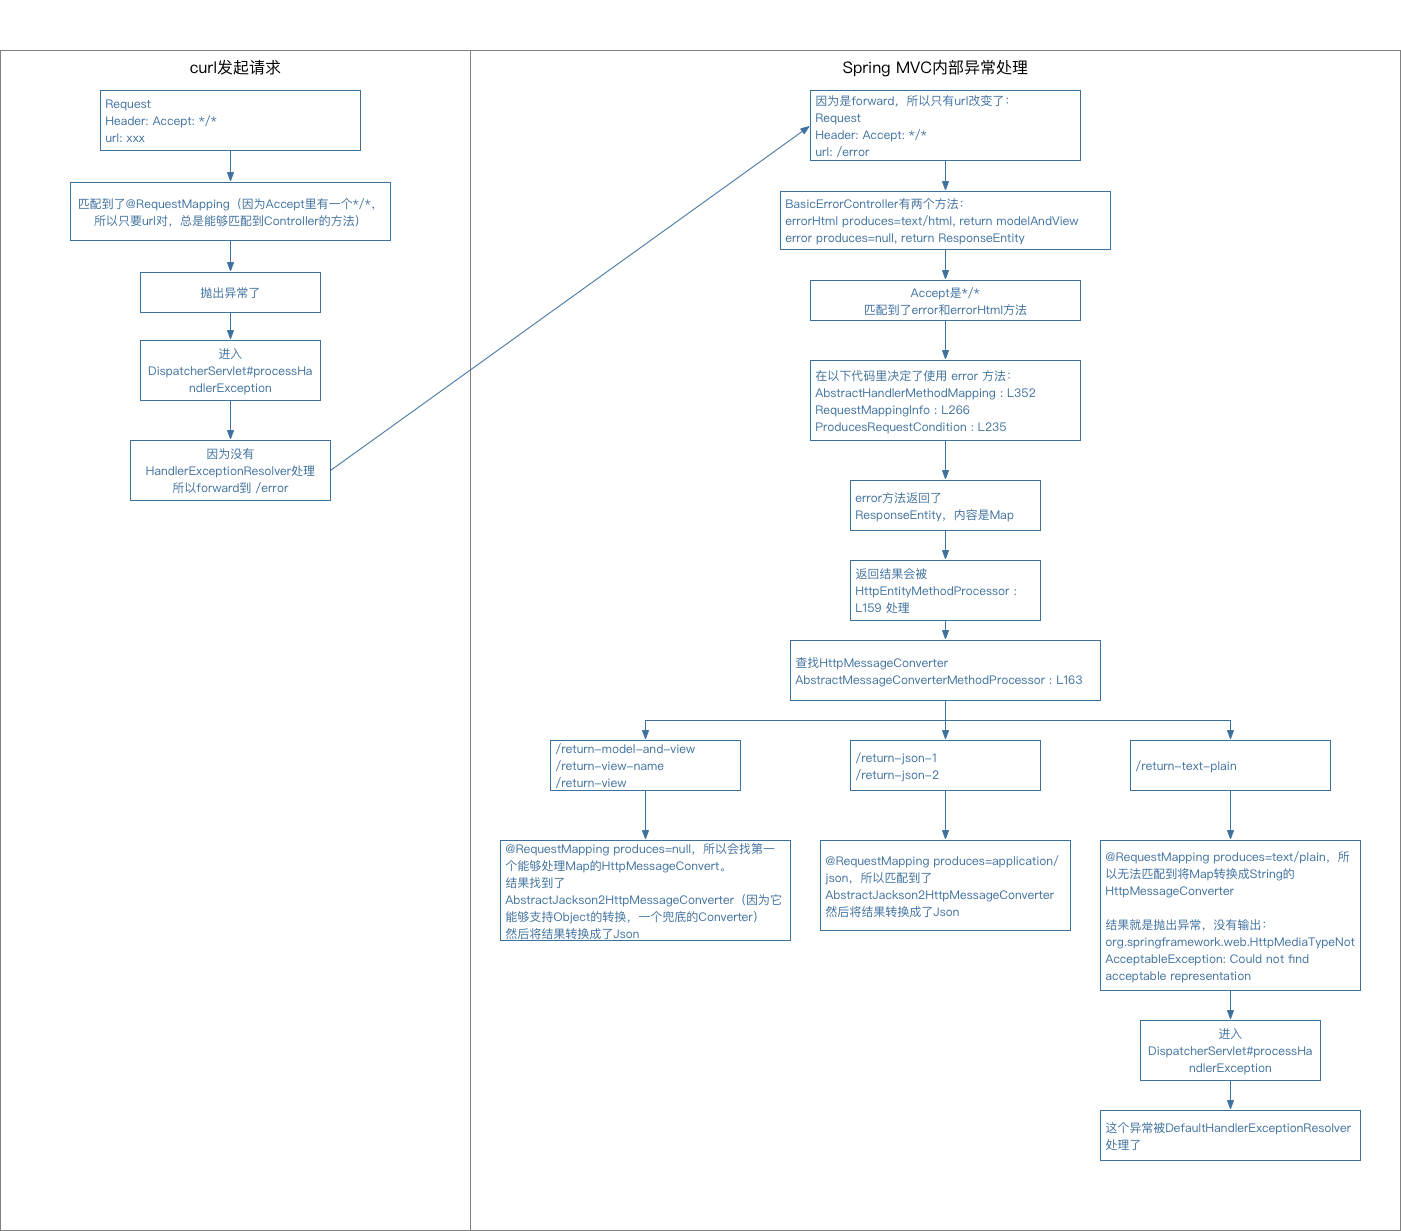 curl发起请求
Request
Header: Accept: */*
url: xxx
匹配到了@RequestMapping（因为Accept里有一个*/*，
所以只要url对，总是能够匹配到Controller的方法）
抛出异常了
进入
DispatcherServlet#processHa
ndlerException
因为没有
HandlerExceptionResolver处理
所以forward到 /error
Spring MVC内部异常处理
因为是forward，所以只有url改变了：
Request
Header: Accept: */*
url: /error
BasicErrorController有两个方法：
errorHtml produces=text/html, return modelAndView
error produces=null, return ResponseEntity
Accept是*/*
匹配到了error和errorHtml方法
在以下代码里决定了使用 error 方法：
AbstractHandlerMethodMapping : L352
RequestMappingInfo : L266
ProducesRequestCondition : L235
error方法返回了
ResponseEntity，内容是Map
返回结果会被
HttpEntityMethodProcessor :
L159 处理
查找HttpMessageConverter
AbstractMessageConverterMethodProcessor : L163
/return-model-and-view
/return-view-name
/return-view
@RequestMapping produces=null，所以会找第一
个能够处理Map的HttpMessageConvert。
结果找到了
AbstractJackson2HttpMessageConverter（因为它
能够支持Object的转换，一个兜底的Converter）
然后将结果转换成了Json
/return-json-1
/return-json-2
@RequestMapping produces=application/
json，所以匹配到了
AbstractJackson2HttpMessageConverter
然后将结果转换成了Json
/return-text-plain
@RequestMapping produces=text/plain，所
以无法匹配到将Map转换成String的
HttpMessageConverter
结果就是抛出异常，没有输出：
org.springframework.web.HttpMediaTypeNot
AcceptableException: Could not find
acceptable representation
进入
DispatcherServlet#processHa
ndlerException
这个异常被DefaultHandlerExceptionResolver
处理了